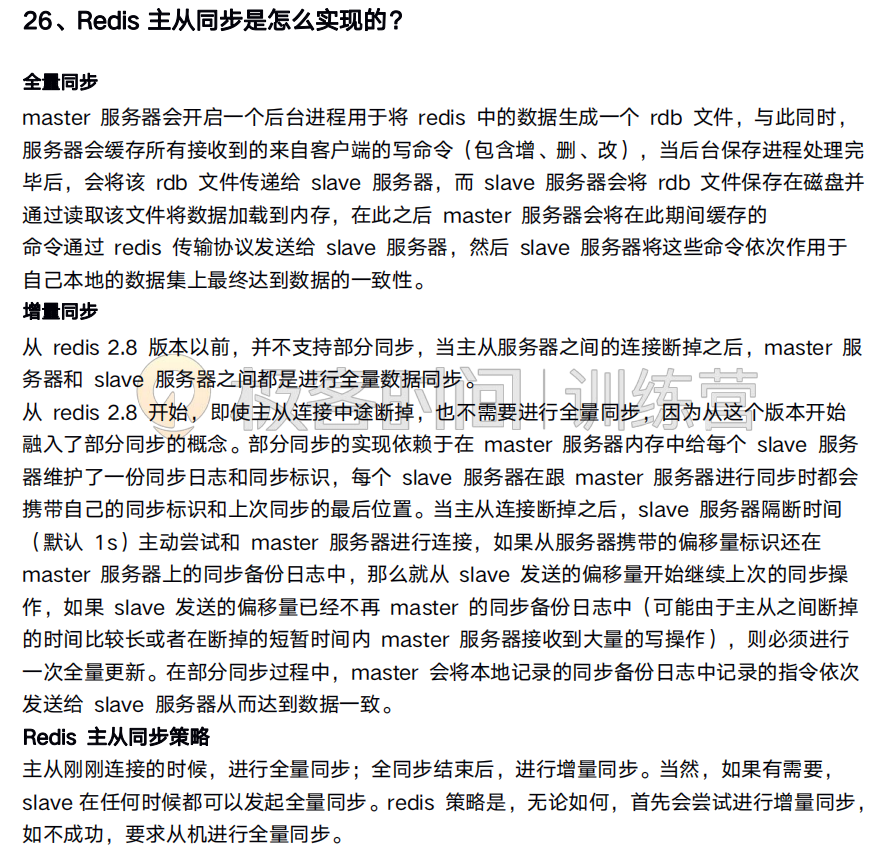 26、Redis 主从同步是怎么实现的？
全量同步
master 服务器会开启一个后台进程用于将 redis 中的数据生成一个 rdb 文件，与此同时，
服务器会缓存所有接收到的来自客户端的写命令（包含增、删、改），当后台保存进程处理完
毕后，会将该 rdb 文件传递给 slave 服务器，而 slave 服务器会将 rdb 文件保存在磁盘并
通过读取该文件将数据加载到内存，在此之后 master 服务器会将在此期间缓存的
命令通过 redis 传输协议发送给 slave 服务器，然后 slave 服务器将这些命令依次作用于
自己本地的数据集上最终达到数据的一致性。
增量同步
从 redis 2.8 版本以前，并不支持部分同步，当主从服务器之间的连接断掉之后，master 服
务器和 slave 服务器之间都是进行全量数据同步。
极客时间 | 训练营
从 redis 2.8 开始，即使主从连接中途断掉，也不需要进行全量同步，因为从这个版本开始
融入了部分同步的概念。部分同步的实现依赖于在 master 服务器内存中给每个 slave 服务
器维护了一份同步日志和同步标识，每个 slave 服务器在跟 master 服务器进行同步时都会
携带自己的同步标识和上次同步的最后位置。当主从连接断掉之后，slave 服务器隔断时间
（默认 1s）主动尝试和 master 服务器进行连接，如果从服务器携带的偏移量标识还在
master 服务器上的同步备份日志中，那么就从 slave 发送的偏移量开始继续上次的同步操
作，如果 slave 发送的偏移量已经不再 master 的同步备份日志中（可能由于主从之间断掉
的时间比较长或者在断掉的短暂时间内 master 服务器接收到大量的写操作），则必须进行
一次全量更新。在部分同步过程中，master 会将本地记录的同步备份日志中记录的指令依次
发送给 slave 服务器从而达到数据一致。
Redis 主从同步策略
主从刚刚连接的时候，进行全量同步；全同步结束后，进行增量同步。当然，如果有需要，
slave 在任何时候都可以发起全量同步。redis 策略是，无论如何，首先会尝试进行增量同步，
如不成功，要求从机进行全量同步。